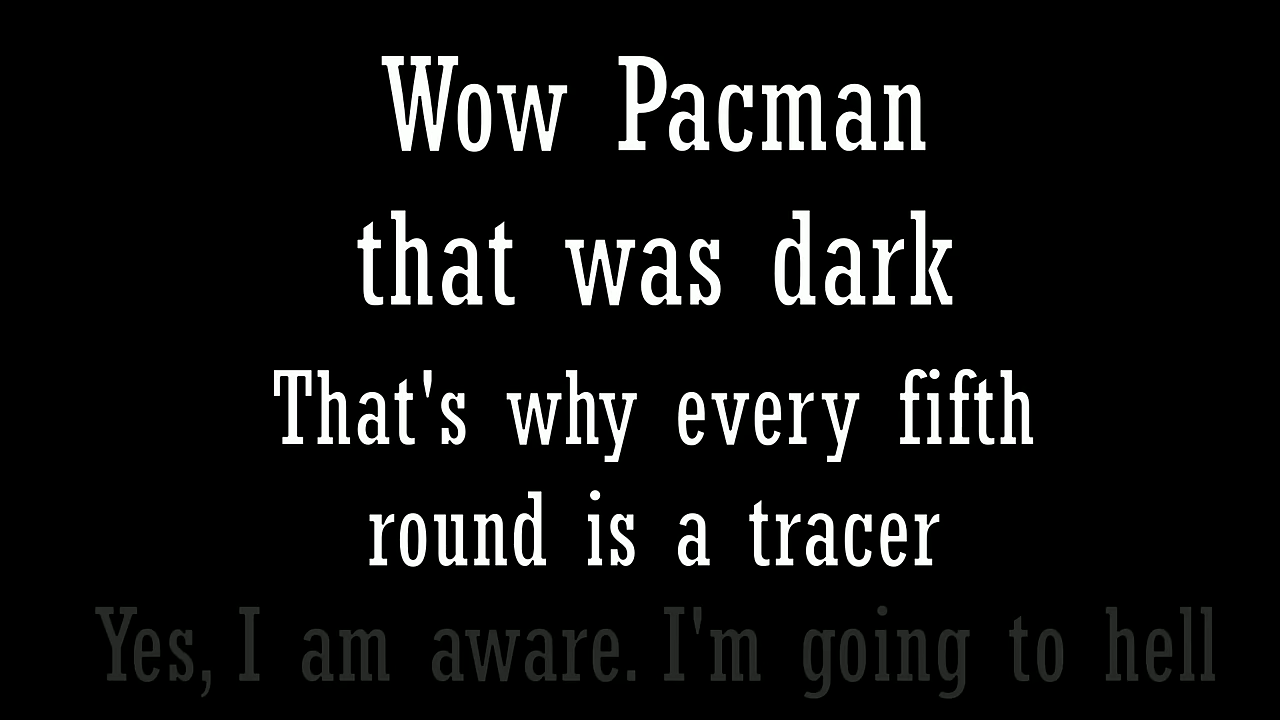 Wow Pacman
that was dark
That's why every fifth
round is a tracer
Yes, I am aware. I'm going to hell